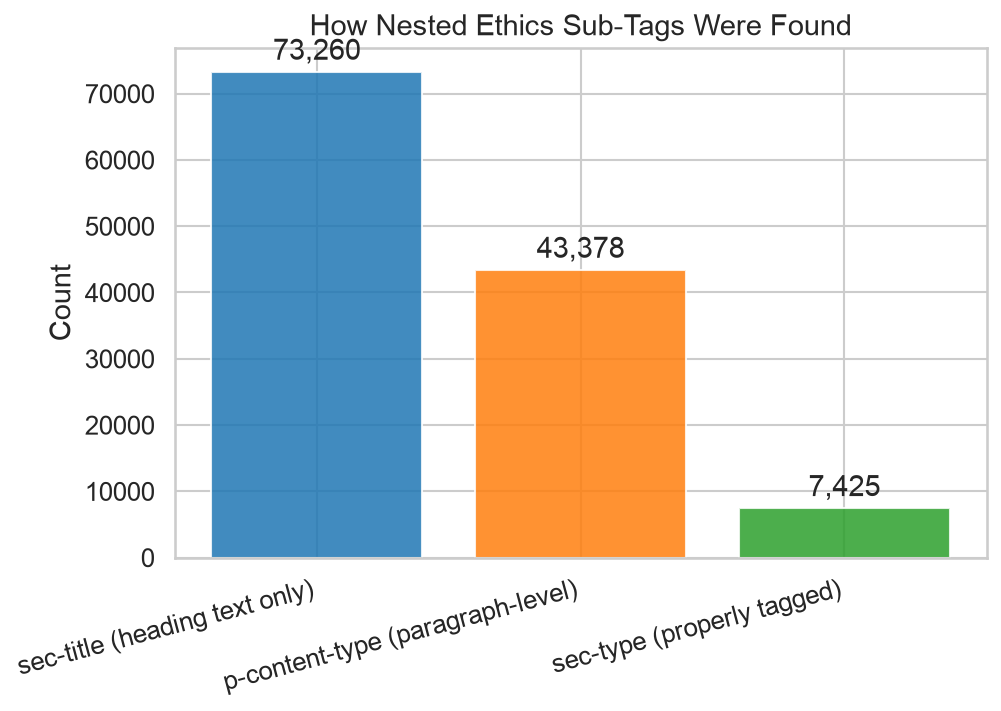 How Nested Ethics Sub-Tags Were Found
73,260
70000
60000
50000
43,378
40000
30000
20000
10000
7,425
0
Count
sec-title (heading text only)
p-content-type (paragraph-level)
sec-type (properly tagged)